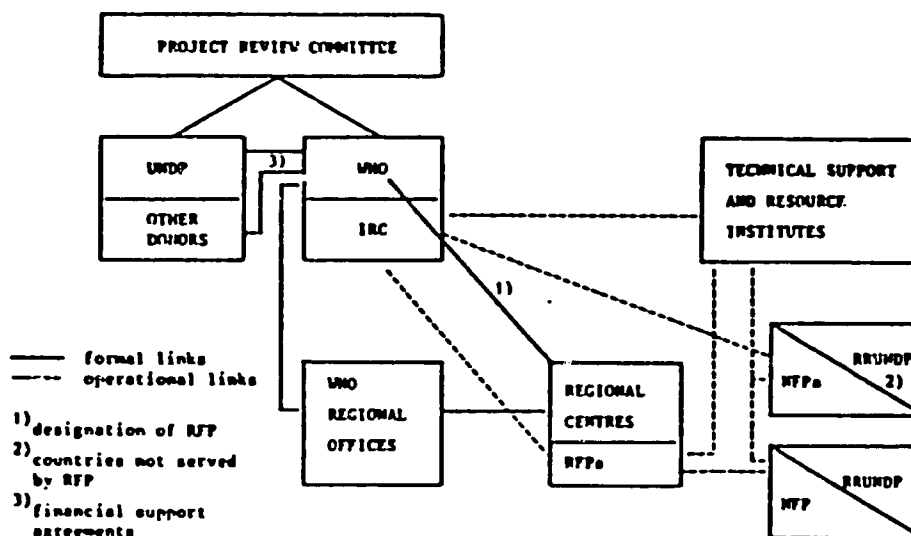 PROJECT REVIEW COMMITTEE
UNDP
3)
WHO
OTHER
DONORS
IRC
TECHNICAL SUPPORT
AND RESOURCE
INSTITUTES
1)
formal links
operational links
WHO
REGIONAL
OFFICES
REGIONAL
CENTRES
RFPs
RRUNDP
NFPs 2)
RRUNDP
NFP
1) designation of RFP
2) countries not served
by RFP
3) financial support
agreements